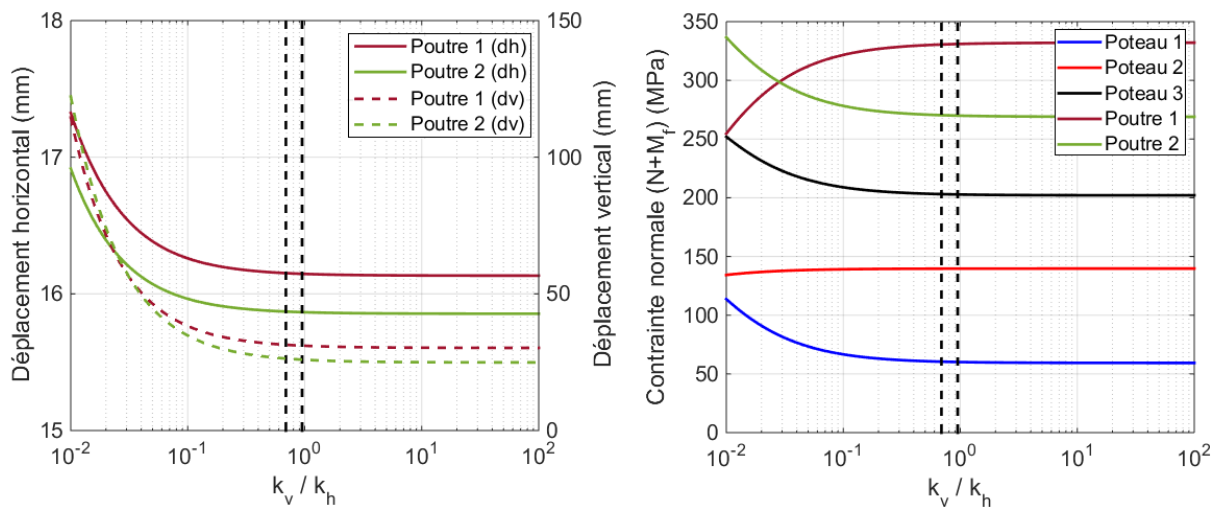 18
17
16
15
Déplacement horizontal (mm)
150
100
50
0
Déplacement vertical (mm)
Poutre 1 (dh)
Poutre 2 (dh)
Poutre 1 (dv)
Poutre 2 (dv)
10^-2
10^-1
10^0
10^1
10^2
k_v / k_h
350
300
250
200
150
100
50
0
Contrainte normale (N+M_f) (MPa)
Poteau 1
Poteau 2
Poteau 3
Poutre 1
Poutre 2
10^-2
10^-1
10^0
10^1
10^2
k_v / k_h